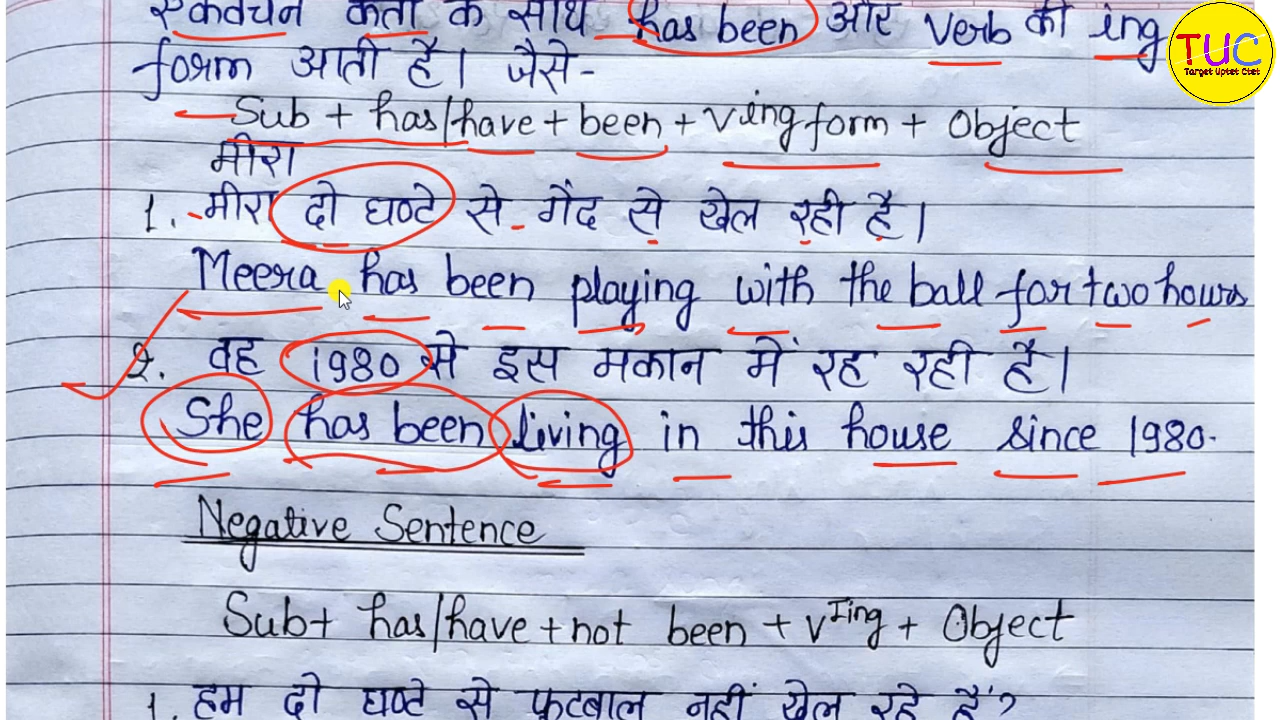 एकवचन कर्ता के साथ has been और verb की ing
form आती है। जैसे-
Sub + has/have + been + Ving form + Object
मीरा
1. मीरा दो घण्टे से गेंद से खेल रही है।
Meera has been playing with the ball for two hours
2. वह 1980 से इस मकान में रह रही है।
She has been living in this house since 1980.
Negative Sentence
Sub+ has/have + not been + VIing + Object
1. हम दो घण्टे से फुटबाल नहीं खेल रहे हैं?
TUC
Target Uptet Ctet